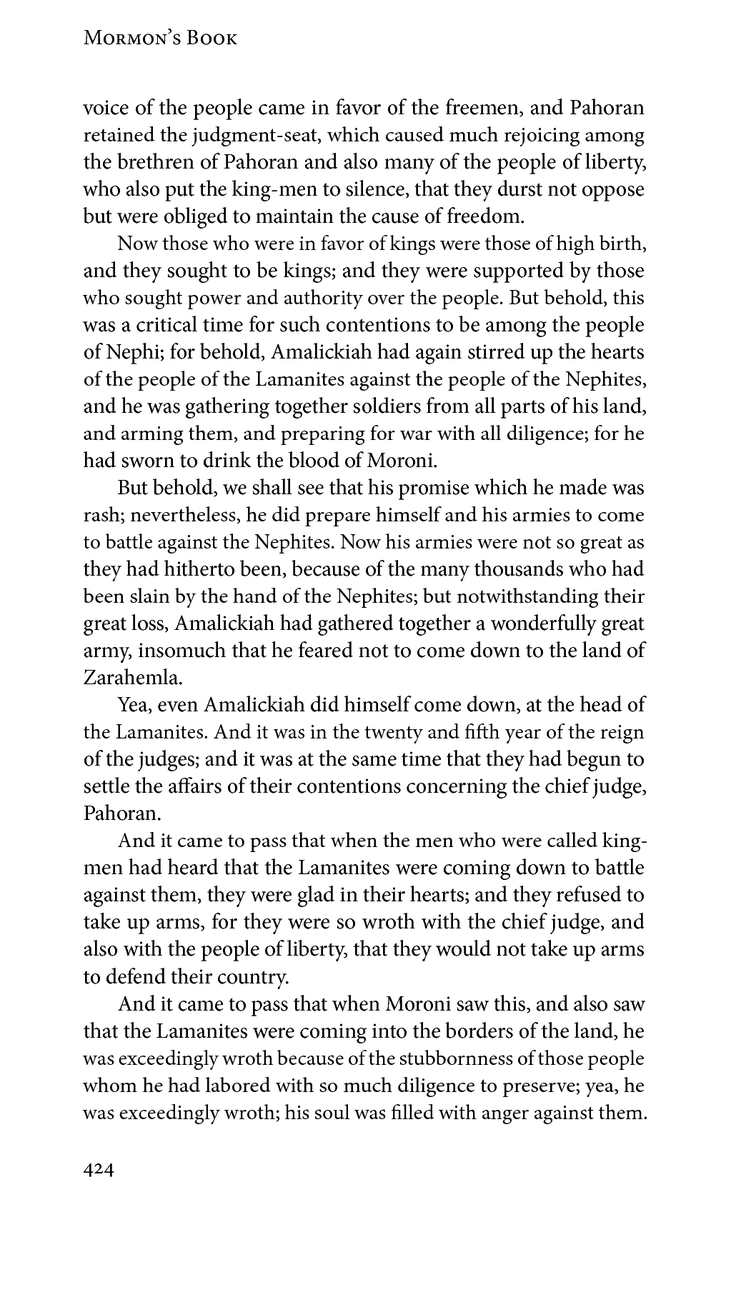 Mormon's Book
voice of the people came in favor of the freemen, and Pahoran
retained the judgment-seat, which caused much rejoicing among
the brethren of Pahoran and also many of the people of liberty,
who also put the king-men to silence, that they durst not oppose
but were obliged to maintain the cause of freedom.
Now those who were in favor of kings were those of high birth,
and they sought to be kings; and they were supported by those
who sought power and authority over the people. But behold, this
was a critical time for such contentions to be among the people
of Nephi; for behold, Amalickiah had again stirred up the hearts
of the people of the Lamanites against the people of the Nephites,
and he was gathering together soldiers from all parts of his land,
and arming them, and preparing for war with all diligence; for he
had sworn to drink the blood of Moroni.
But behold, we shall see that his promise which he made was
rash; nevertheless, he did prepare himself and his armies to come
to battle against the Nephites. Now his armies were not so great as
they had hitherto been, because of the many thousands who had
been slain by the hand of the Nephites; but notwithstanding their
great loss, Amalickiah had gathered together a wonderfully great
army, insomuch that he feared not to come down to the land of
Zarahemla.
Yea, even Amalickiah did himself come down, at the head of
the Lamanites. And it was in the twenty and fifth year of the reign
of the judges; and it was at the same time that they had begun to
settle the affairs of their contentions concerning the chief judge,
Pahoran.
And it came to pass that when the men who were called king-
men had heard that the Lamanites were coming down to battle
against them, they were glad in their hearts; and they refused to
take up arms, for they were so wroth with the chief judge, and
also with the people of liberty, that they would not take up arms
to defend their country.
And it came to pass that when Moroni saw this, and also saw
that the Lamanites were coming into the borders of the land, he
was exceedingly wroth because of the stubbornness of those people
whom he had labored with so much diligence to preserve; yea, he
was exceedingly wroth; his soul was filled with anger against them.
424